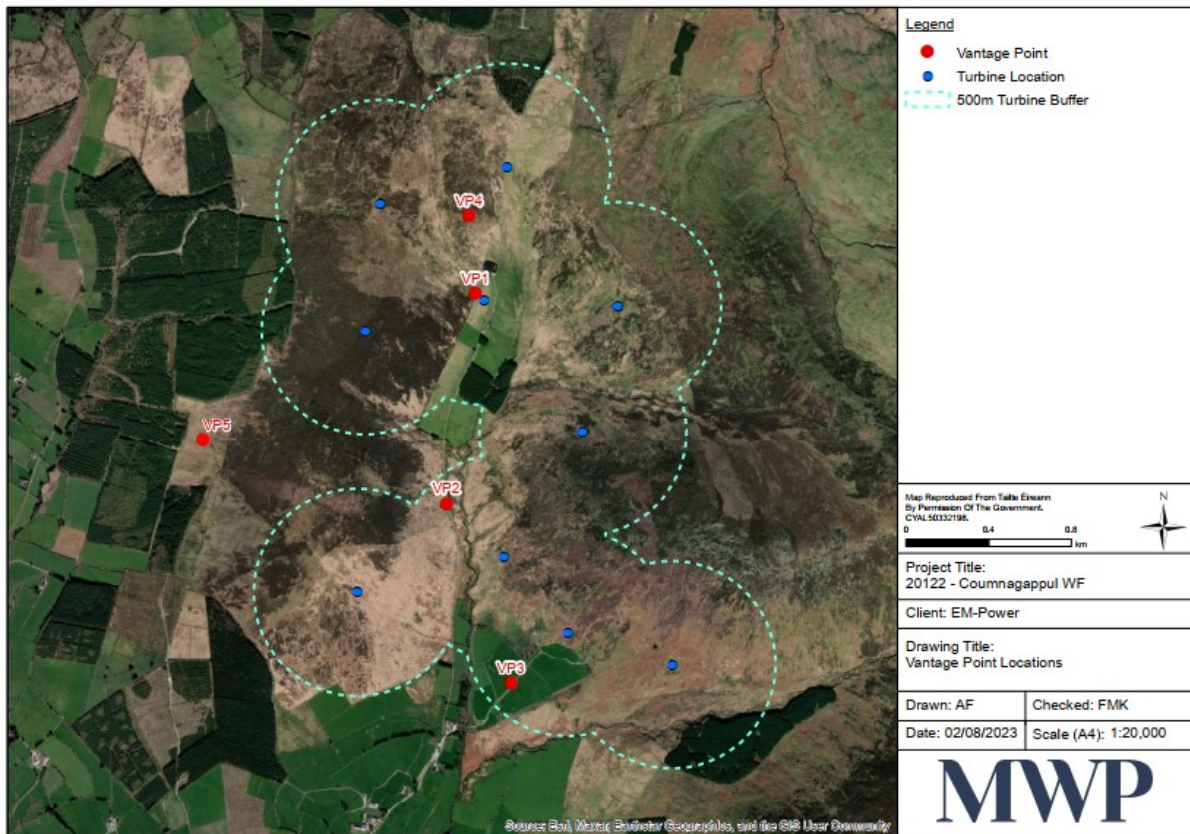 Legend
Vantage Point
Turbine Location
500m Turbine Buffer
VP4
VP1
VP5
VP2
VP3
Source: Esri, Maxar, Earthstar Geographics, and the GIS User Community
Map Reproduced From Tailte Éireann
By Permission Of The Government.
CYAL50332198.
N
0 0.4 0.8
km
Project Title:
20122 - Coumnagappul WF
Client: EM-Power
Drawing Title:
Vantage Point Locations
Drawn: AF
Checked: FMK
Date: 02/08/2023
Scale (A4): 1:20,000
MWP